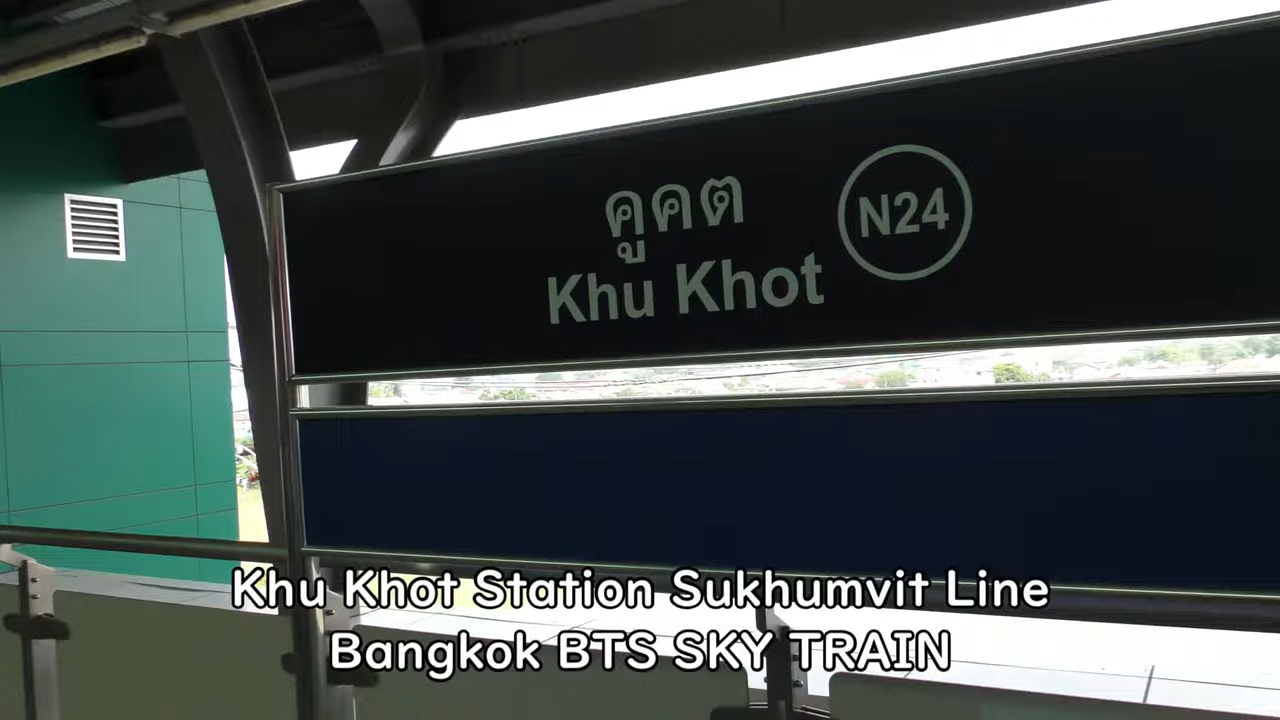 คูคต
Khu Khot
N24
Khu Khot Station Sukhumvit Line
Bangkok BTS SKY TRAIN